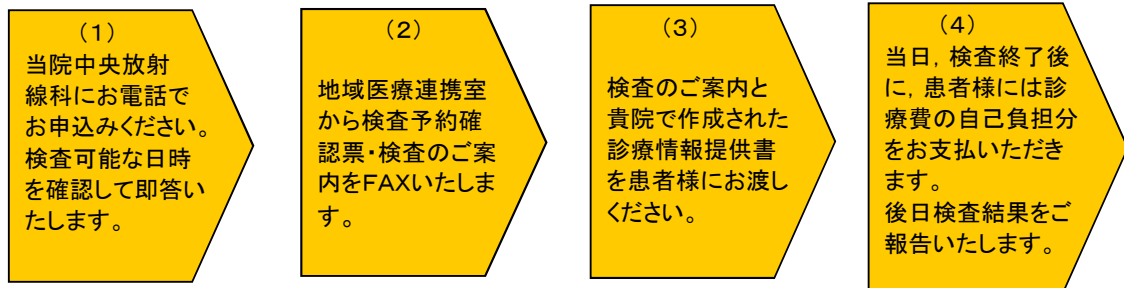 （１）
当院中央放射
線科にお電話で
お申込みください。
検査可能な日時
を確認して即答い
たします。
（２）
地域医療連携室
から検査予約確
認票・検査のご案
内をFAXいたしま
す。
（３）
検査のご案内と
貴院で作成された
診療情報提供書
を患者様にお渡し
ください。
（４）
当日，検査終了後
に，患者様には診
療費の自己負担分
をお支払いただき
ます。
後日検査結果をご
報告いたします。